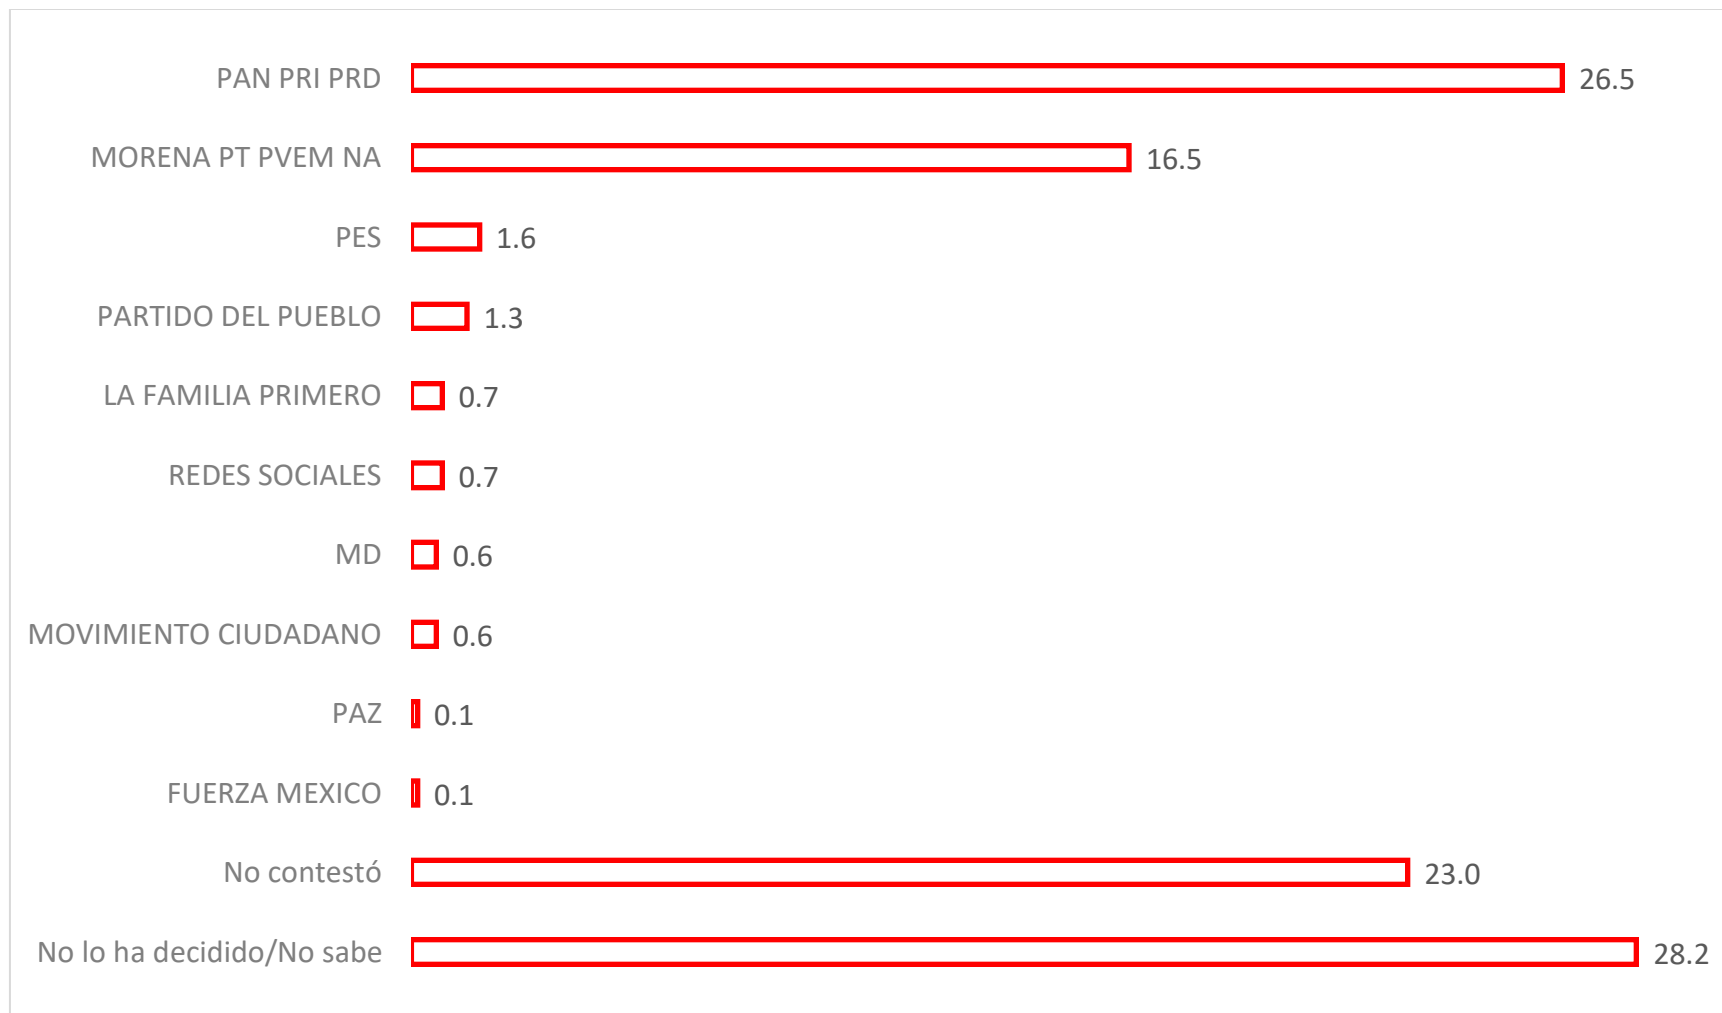 PAN PRI PRD 26.5
MORENA PT PVEM NA 16.5
PES 1.6
PARTIDO DEL PUEBLO 1.3
LA FAMILIA PRIMERO 0.7
REDES SOCIALES 0.7
MD 0.6
MOVIMIENTO CIUDADANO 0.6
PAZ 0.1
FUERZA MEXICO 0.1
No contestó 23.0
No lo ha decidido/No sabe 28.2